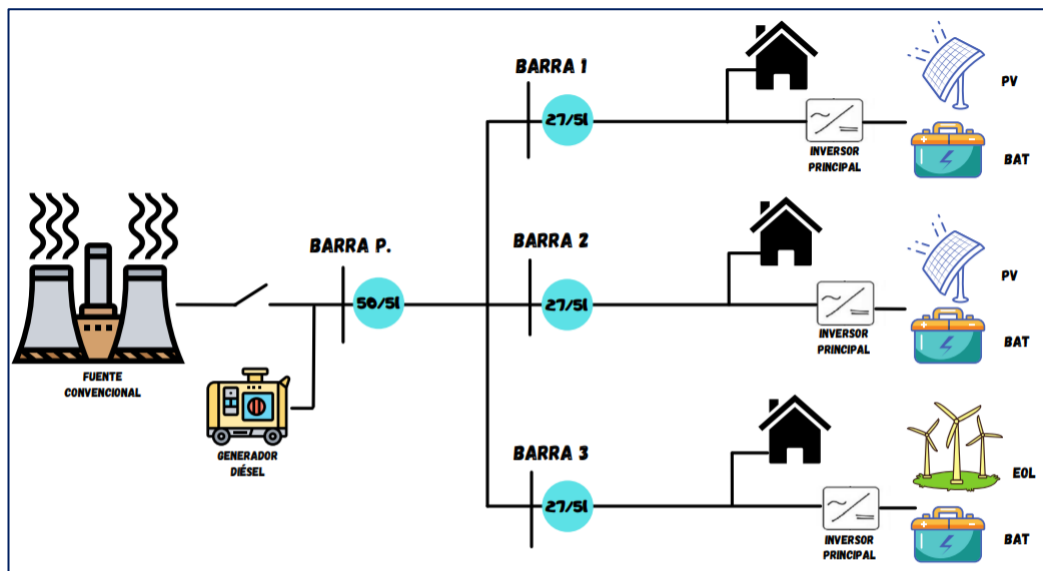 BARRA 1
27/51
INVERSOR
PRINCIPAL
PV
BAT
BARRA P.
50/51
FUENTE
CONVENCIONAL
GENERADOR
DIÉSEL
BARRA 2
27/51
INVERSOR
PRINCIPAL
PV
BAT
BARRA 3
27/51
INVERSOR
PRINCIPAL
EOL
BAT